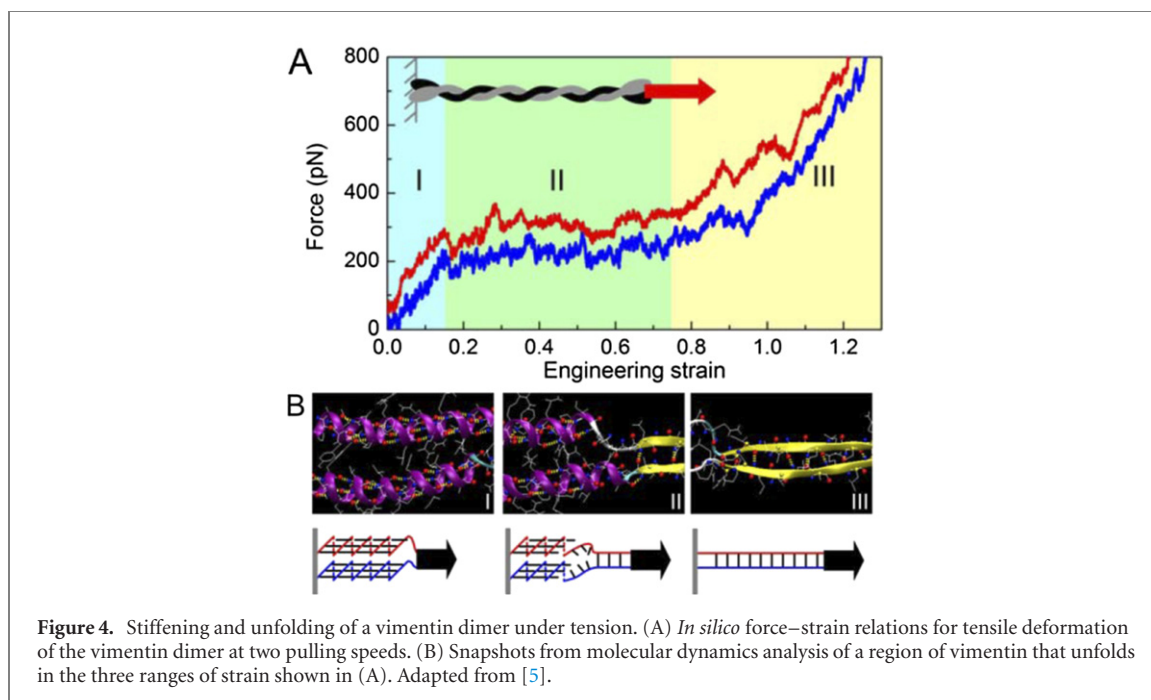 A
800
600
400
200
0
Force (pN)
I
II
III
0.0 0.2 0.4 0.6 0.8 1.0 1.2
Engineering strain
B
I
II
III
Figure 4. Stiffening and unfolding of a vimentin dimer under tension. (A) In silico force–strain relations for tensile deformation
of the vimentin dimer at two pulling speeds. (B) Snapshots from molecular dynamics analysis of a region of vimentin that unfolds
in the three ranges of strain shown in (A). Adapted from [5].